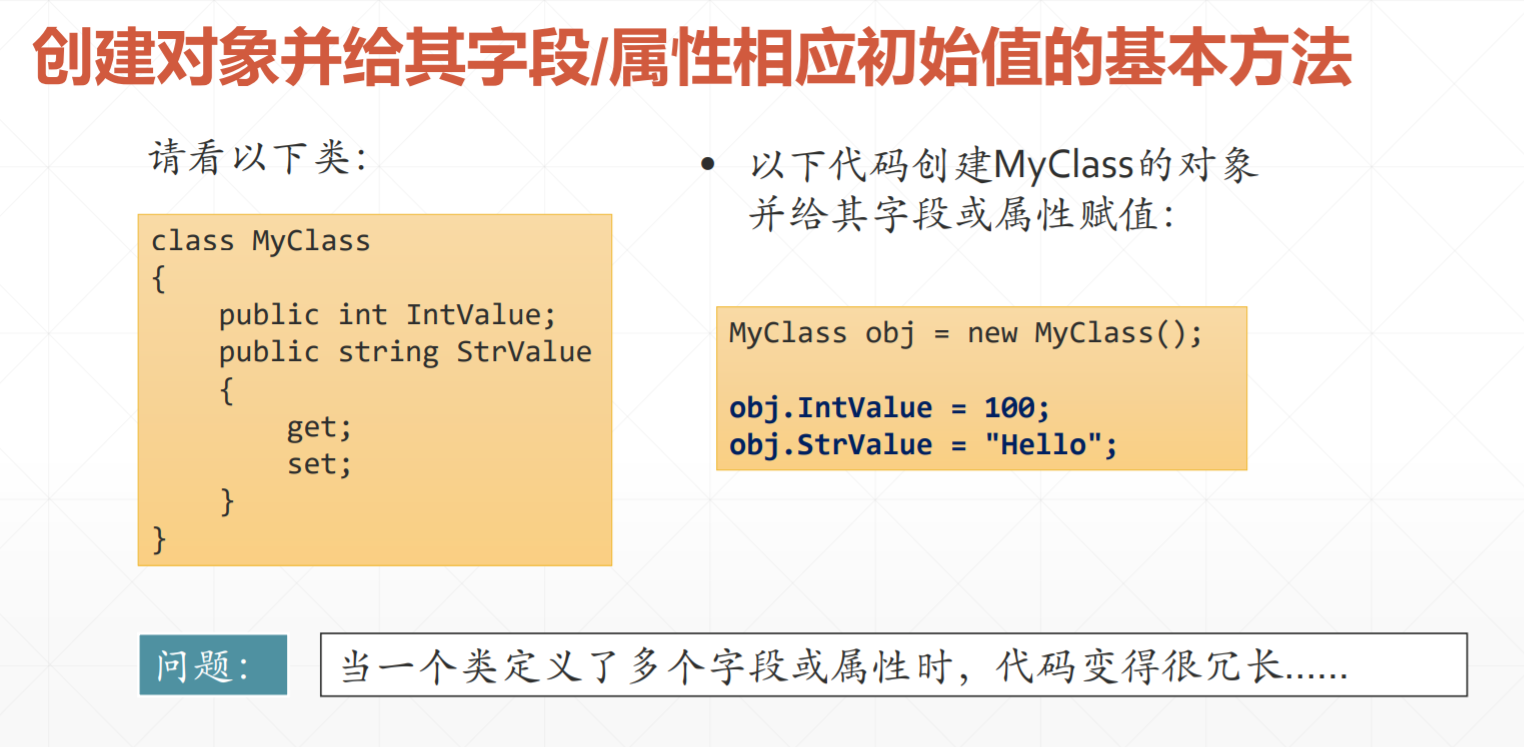 创建对象并给其字段/属性相应初始值的基本方法
请看以下类:
class MyClass
{
    public int IntValue;
    public string StrValue
    {
        get;
        set;
    }
}
• 以下代码创建MyClass的对象
并给其字段或属性赋值:
MyClass obj = new MyClass();
obj.IntValue = 100;
obj.StrValue = "Hello";
问题:
当一个类定义了多个字段或属性时，代码变得很冗长......